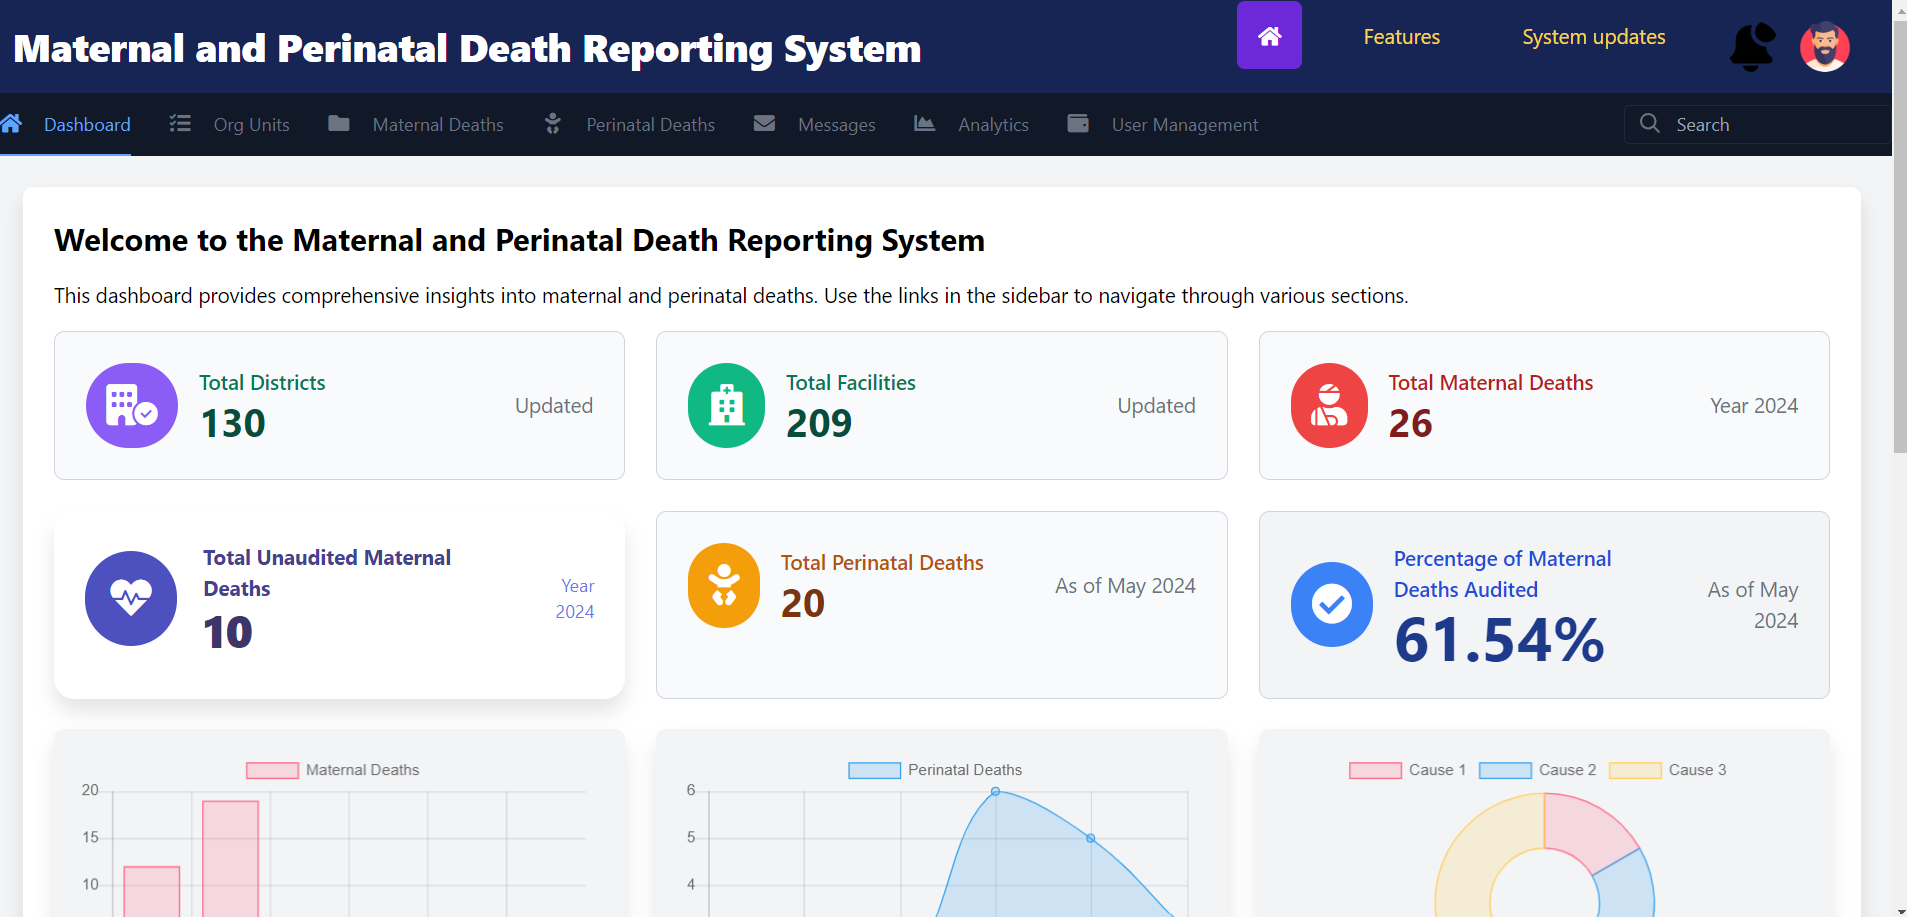 Maternal and Perinatal Death Reporting System
Features
System updates
Dashboard
Org Units
Maternal Deaths
Perinatal Deaths
Messages
Analytics
User Management
Search
Welcome to the Maternal and Perinatal Death Reporting System
This dashboard provides comprehensive insights into maternal and perinatal deaths. Use the links in the sidebar to navigate through various sections.
Total Districts
130
Updated
Total Facilities
209
Updated
Total Maternal Deaths
26
Year 2024
Total Unaudited Maternal
Deaths
10
Year
2024
Total Perinatal Deaths
20
As of May 2024
Percentage of Maternal
Deaths Audited
61.54%
As of May
2024
Maternal Deaths
20
15
10
Perinatal Deaths
6
5
4
Cause 1
Cause 2
Cause 3